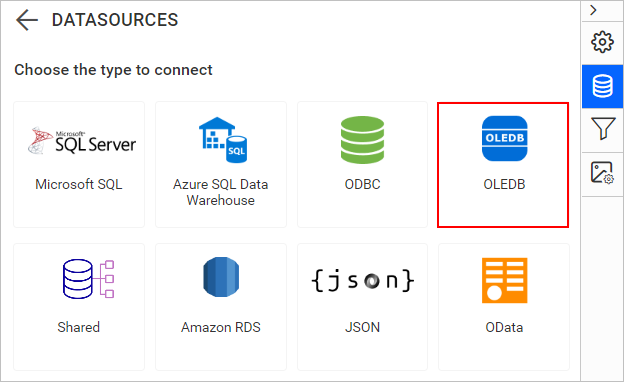 DATASOURCES
Choose the type to connect
Microsoft
SQL Server
Microsoft SQL
SQL
Azure SQL Data
Warehouse
ODBC
OLEDB
OLEDB
Shared
Amazon RDS
{json}
JSON
OData